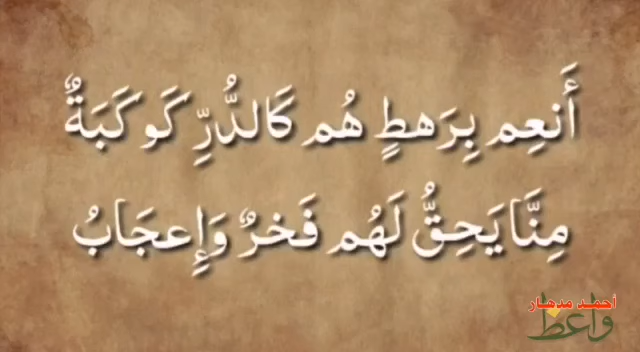 أَنعِم بِرَهطٍ هُم كَالدُّرِّ كَوكَبَةٌ
مِنَّا يَحِقُّ لَهُم فَخرٌ وَإِعجَابُ
أحمد مدهار
واعظ